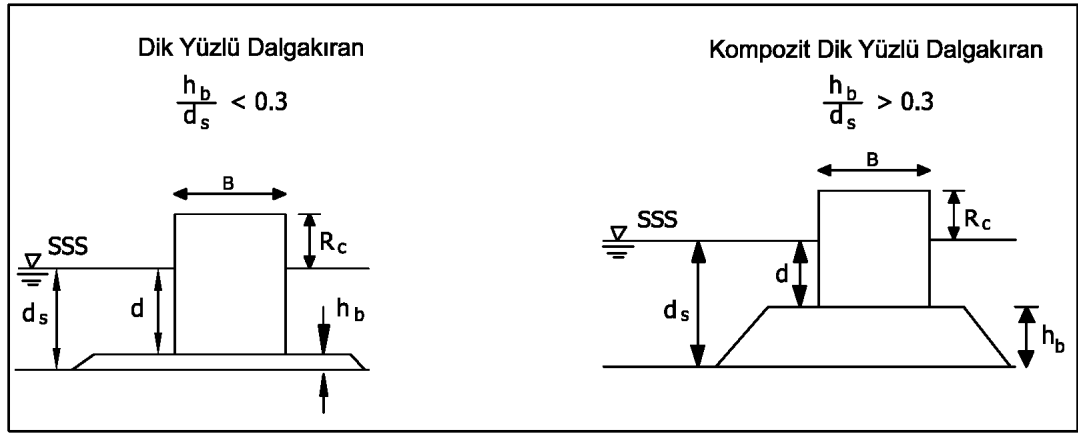 Dik Yüzlü Dalgakıran
h_b / d_s < 0.3
B
SSS
R_c
d_s
d
h_b
Kompozit Dik Yüzlü Dalgakıran
h_b / d_s > 0.3
B
SSS
R_c
d
d_s
h_b